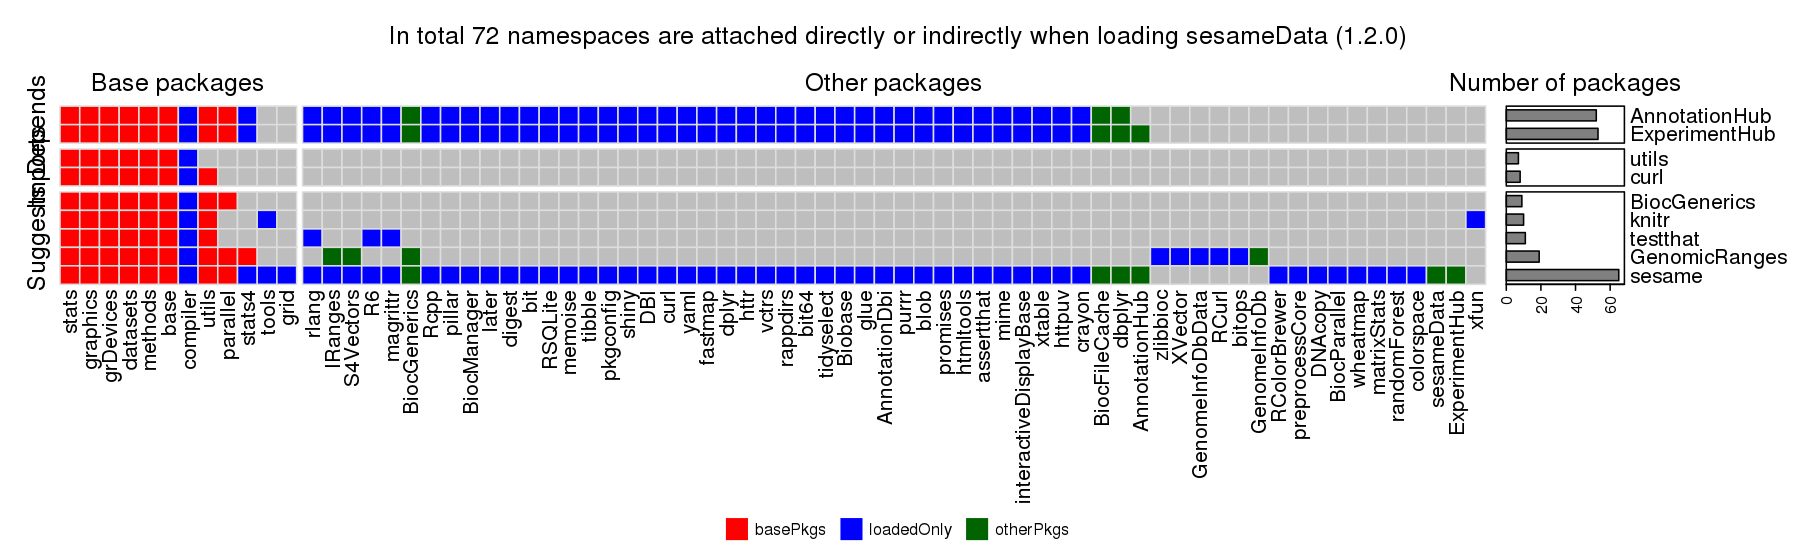 In total 72 namespaces are attached directly or indirectly when loading sesameData (1.2.0)
Base packages
Other packages
Number of packages
Depends
Imports
Suggests
AnnotationHub
ExperimentHub
utils
curl
BiocGenerics
knitr
testthat
GenomicRanges
sesame
0
20
40
60
stats
graphics
grDevices
datasets
methods
base
compiler
utils
parallel
stats4
tools
grid
rlang
IRanges
S4Vectors
R6
magrittr
BiocGenerics
Rcpp
pillar
BiocManager
later
digest
bit
RSQLite
memoise
tibble
pkgconfig
shiny
DBI
curl
yaml
fastmap
dplyr
httr
vctrs
rappdirs
bit64
tidyselect
Biobase
glue
AnnotationDbi
purrr
blob
promises
htmltools
assertthat
mime
interactiveDisplayBase
xtable
httpuv
crayon
BiocFileCache
dbplyr
AnnotationHub
zlibbioc
XVector
GenomeInfoDbData
RCurl
bitops
GenomeInfoDb
RColorBrewer
preprocessCore
DNAcopy
BiocParallel
wheatmap
matrixStats
randomForest
colorspace
sesameData
ExperimentHub
xfun
basePkgs
loadedOnly
otherPkgs